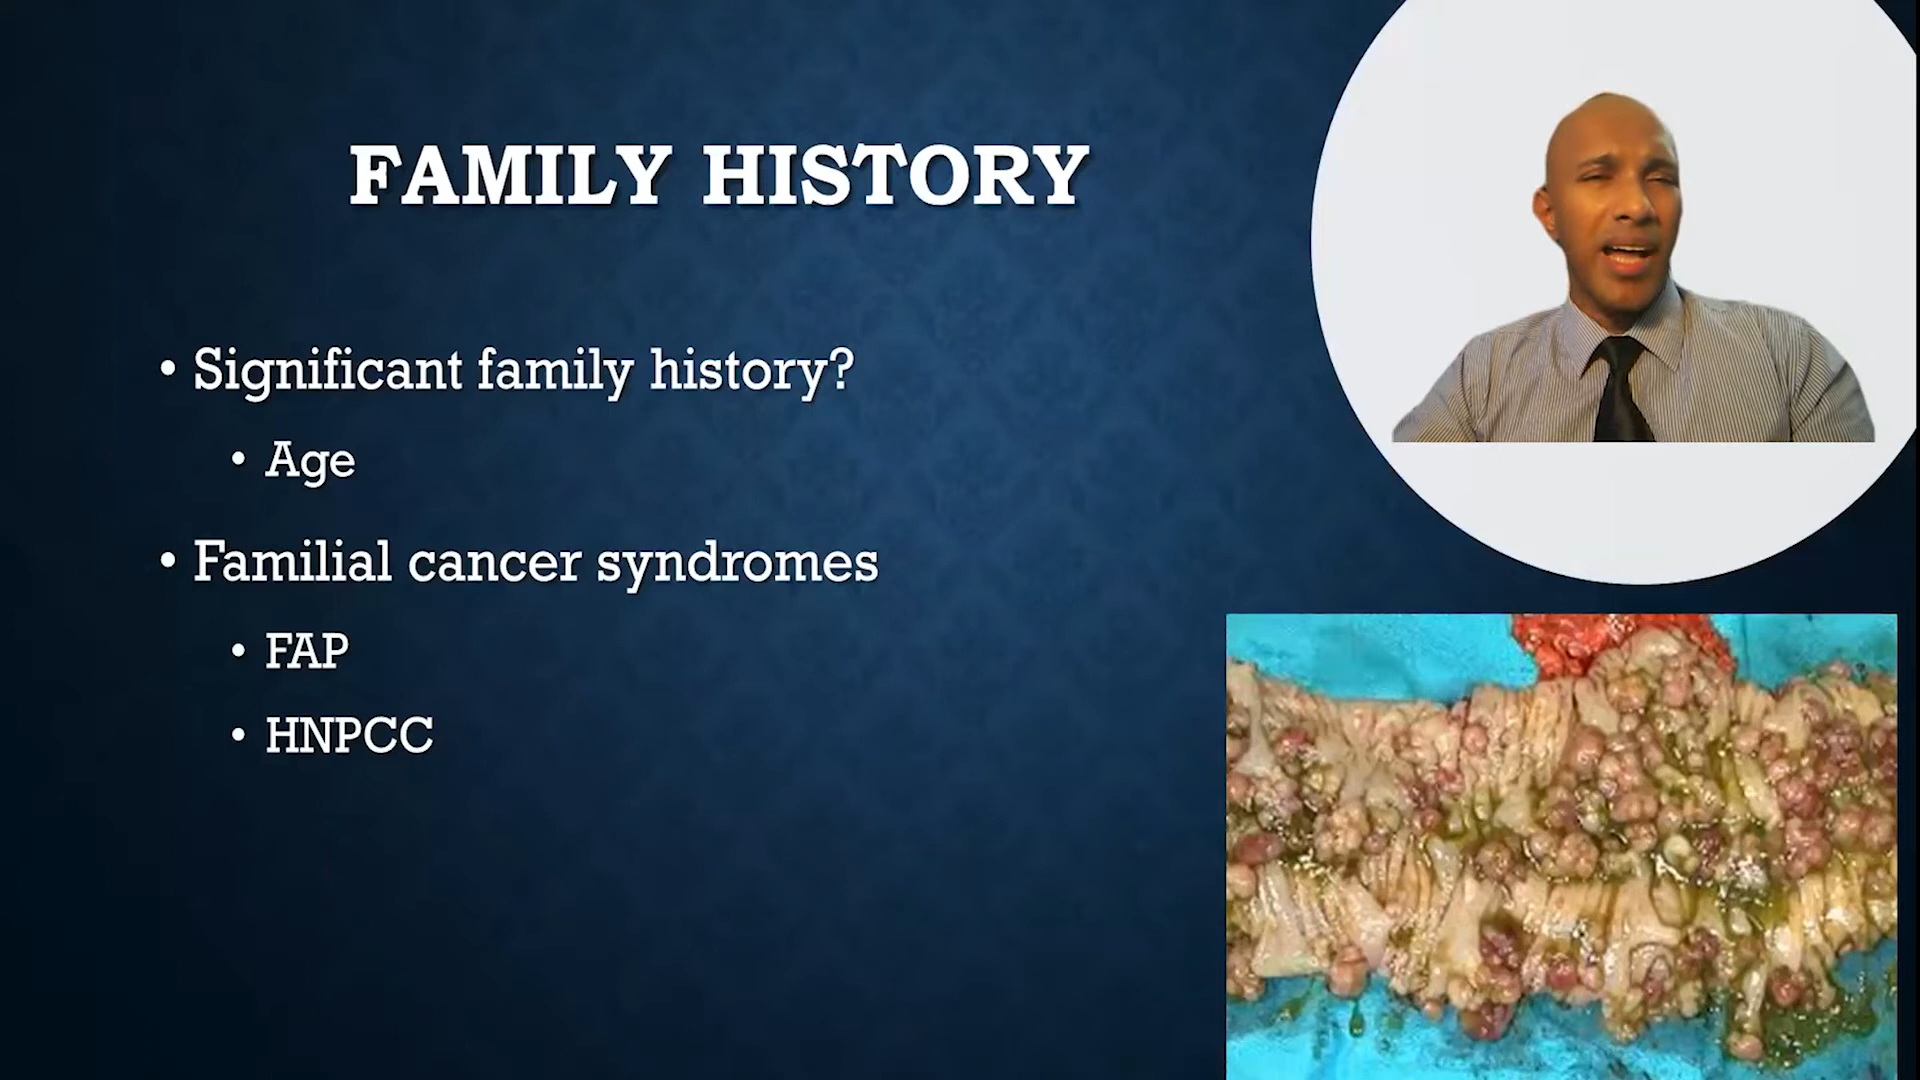 FAMILY HISTORY
• Significant family history?
• Age
• Familial cancer syndromes
• FAP
• HNPCC